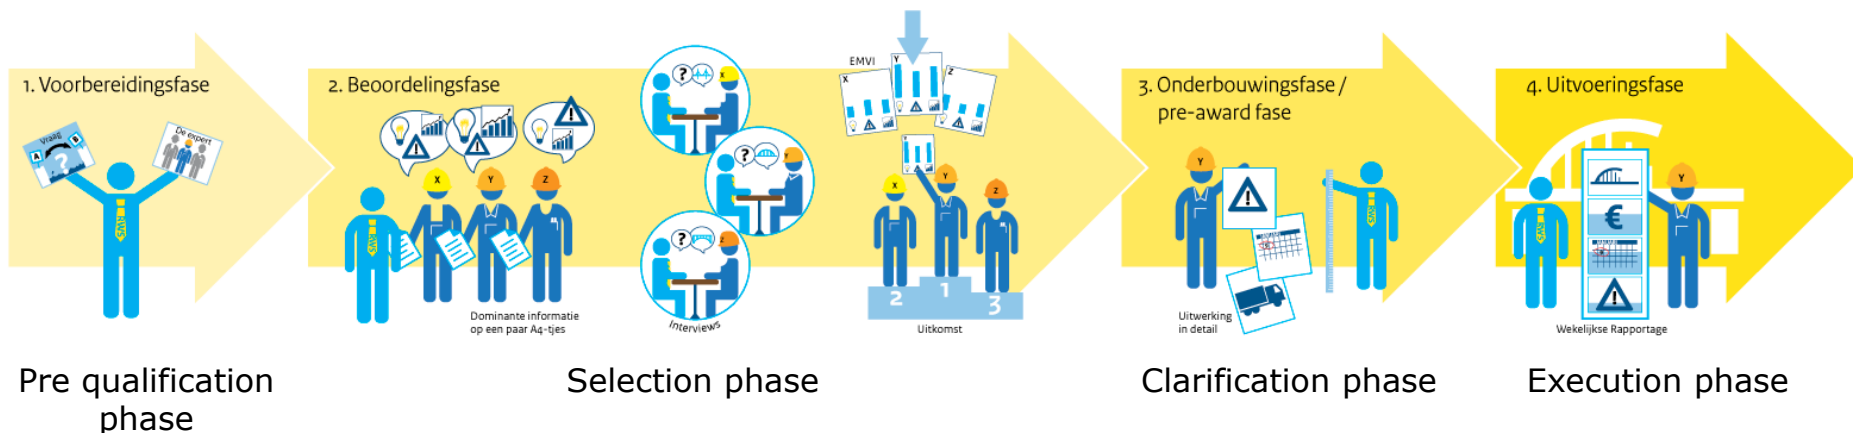 1. Voorbereidingsfase
Vraag
A
B
?
De expert
RWS
2. Beoordelingsfase
X
Y
Z
RWS
Dominante informatie
op een paar A4-tjes
?
X
?
Y
?
Z
Interviews
EMVI
X
Y
Z
Y
X
Y
Z
2
1
3
Uitkomst
3. Onderbouwingsfase /
pre-award fase
Y
JANUARI
RWS
Uitwerking
in detail
4. Uitvoeringsfase
RWS
€
JANUARI
Y
Wekelijkse Rapportage
Pre qualification
phase
Selection phase
Clarification phase
Execution phase